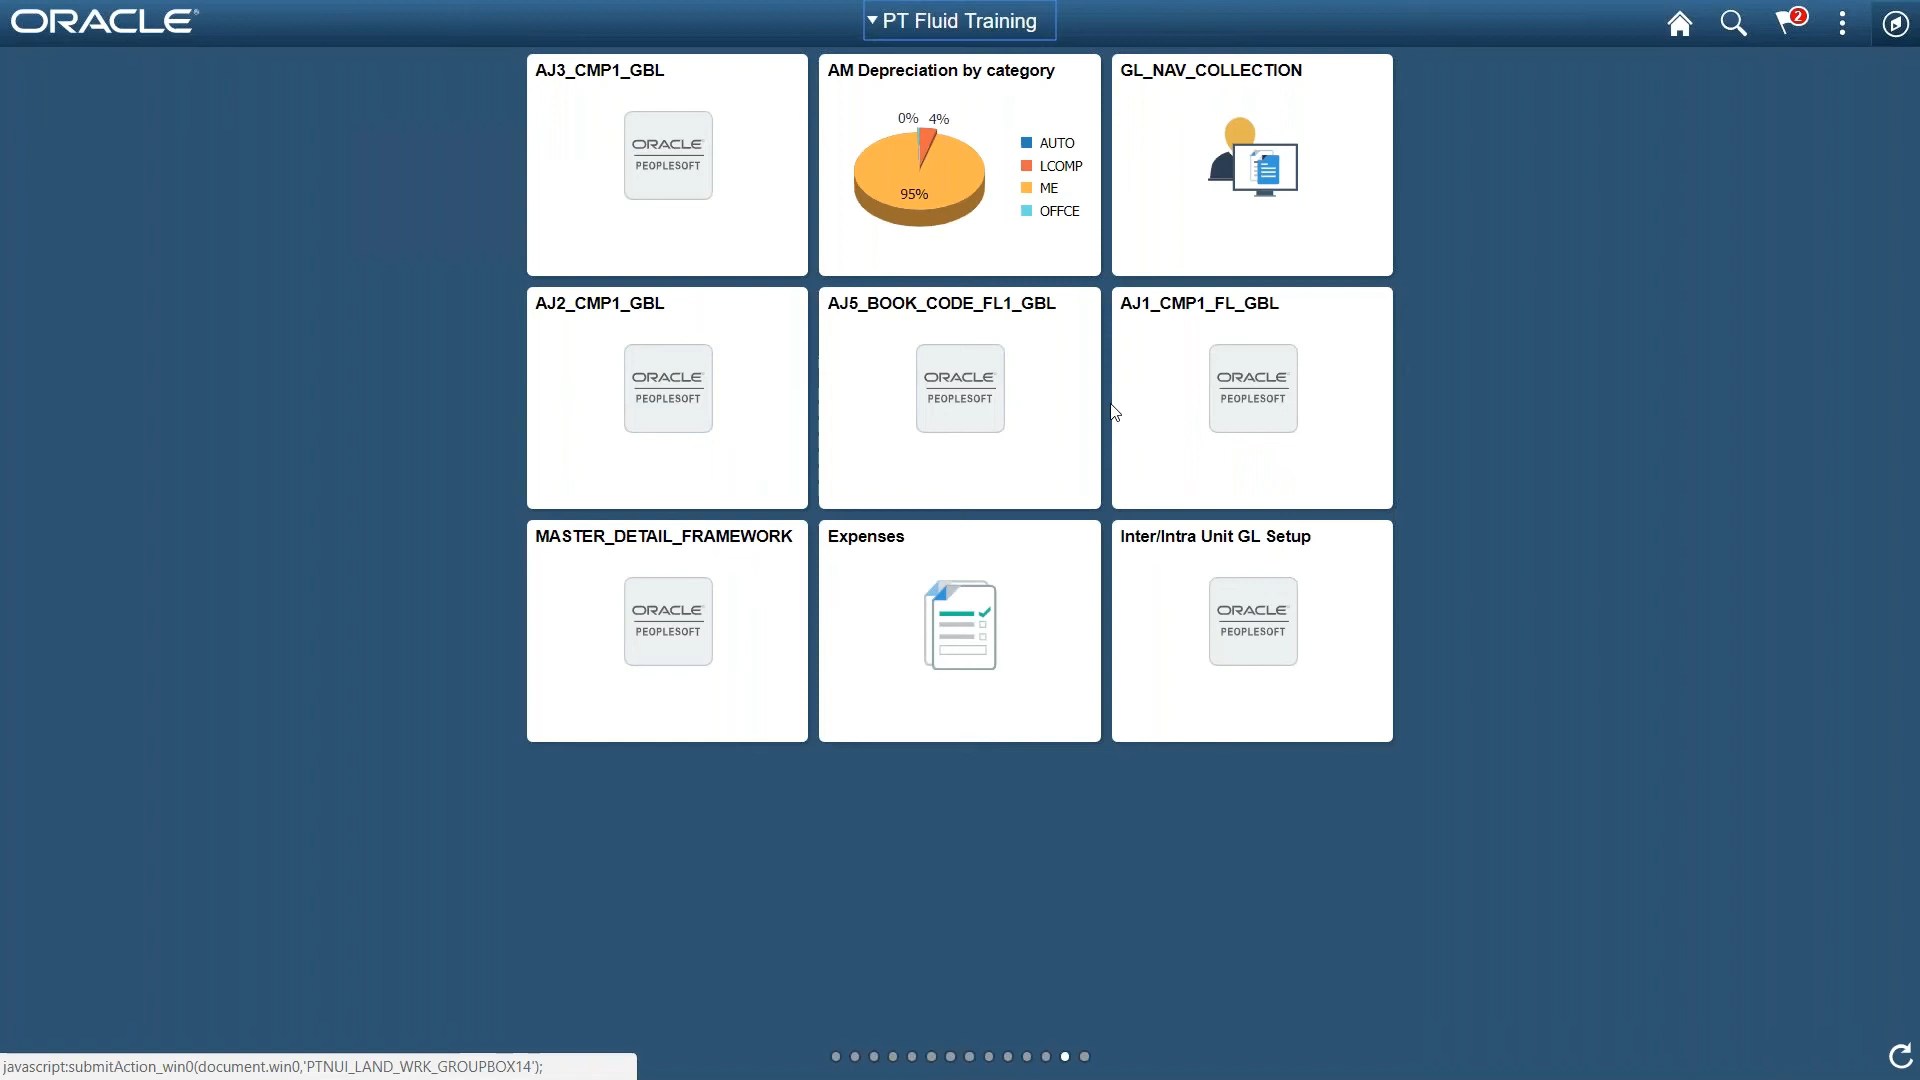 ORACLE
PT Fluid Training
2
AJ3_CMP1_GBL
ORACLE
PEOPLESOFT
AM Depreciation by category
0% 4%
95%
AUTO
LCOMP
ME
OFFCE
GL_NAV_COLLECTION
AJ2_CMP1_GBL
ORACLE
PEOPLESOFT
AJ5_BOOK_CODE_FL1_GBL
ORACLE
PEOPLESOFT
AJ1_CMP1_FL_GBL
ORACLE
PEOPLESOFT
MASTER_DETAIL_FRAMEWORK
ORACLE
PEOPLESOFT
Expenses
Inter/Intra Unit GL Setup
ORACLE
PEOPLESOFT
javascript:submitAction_win0(document.win0,'PTNUI_LAND_WRK_GROUPBOX14');